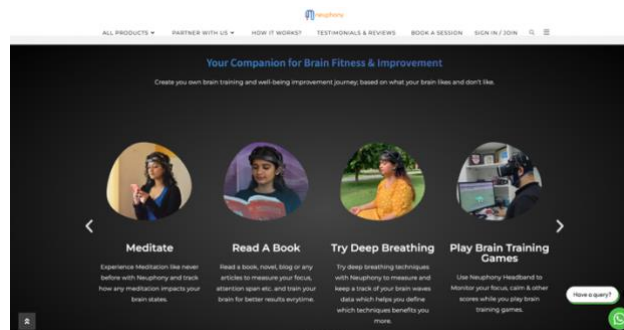 neuphony
ALL PRODUCTS
PARTNER WITH US
HOW IT WORKS?
TESTIMONIALS & REVIEWS
BOOK A SESSION
SIGN IN / JOIN
Your Companion for Brain Fitness & Improvement
Create you own brain training and well-being improvement journey; based on what your brain likes and don't like.
Meditate
Experience Meditation like never
before with Neuphony and track
how any meditation impacts your
brain states.
Read A Book
Read a book, novel, blog or any
articles to measure your focus,
attention span etc. and train your
brain for better results evrytime.
Try Deep Breathing
Try deep breathing techniques
with Neuphony to measure and
keep a track of your brain waves
data which helps you define
which techniques benefits you
more.
Play Brain Training
Games
Use Neuphony Headband to
Monitor your focus, calm & other
scores while you play brain
training games.
Have a query?